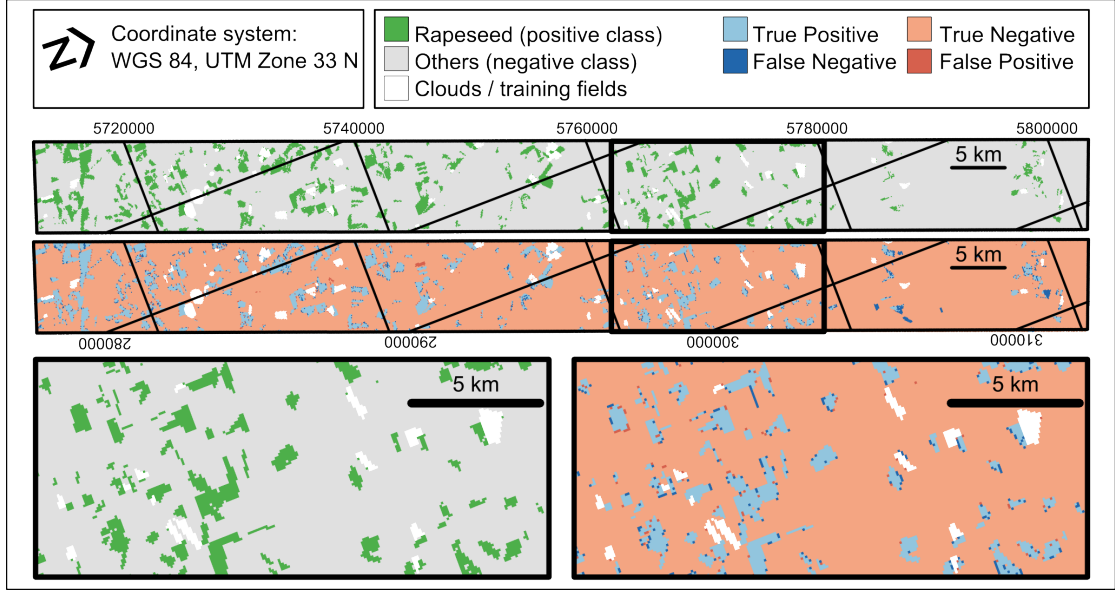 Coordinate system:
WGS 84, UTM Zone 33 N
N
Rapeseed (positive class)
Others (negative class)
Clouds / training fields
True Positive
False Negative
True Negative
False Positive
5720000 5740000 5760000 5780000 5800000
5 km
5 km
280000 290000 300000 310000
5 km
5 km